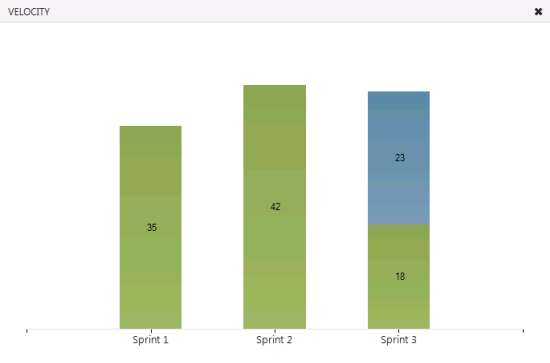 VELOCITY
23
35
42
18
Sprint 1
Sprint 2
Sprint 3